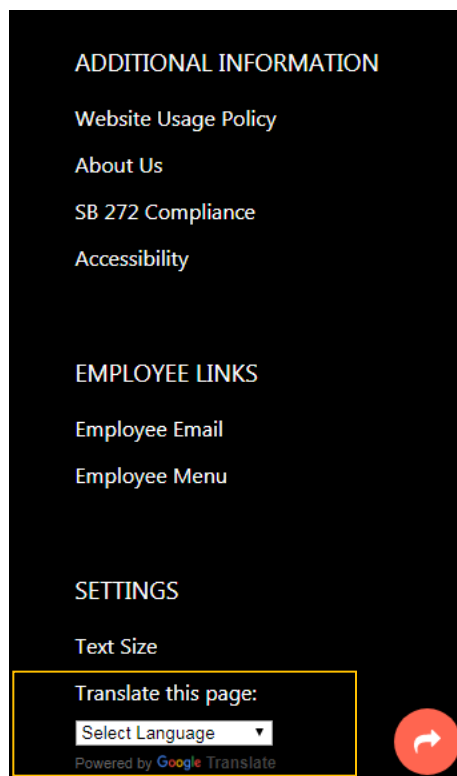 ADDITIONAL INFORMATION
Website Usage Policy
About Us
SB 272 Compliance
Accessibility
EMPLOYEE LINKS
Employee Email
Employee Menu
SETTINGS
Text Size
Translate this page:
Select Language
Powered by Google Translate